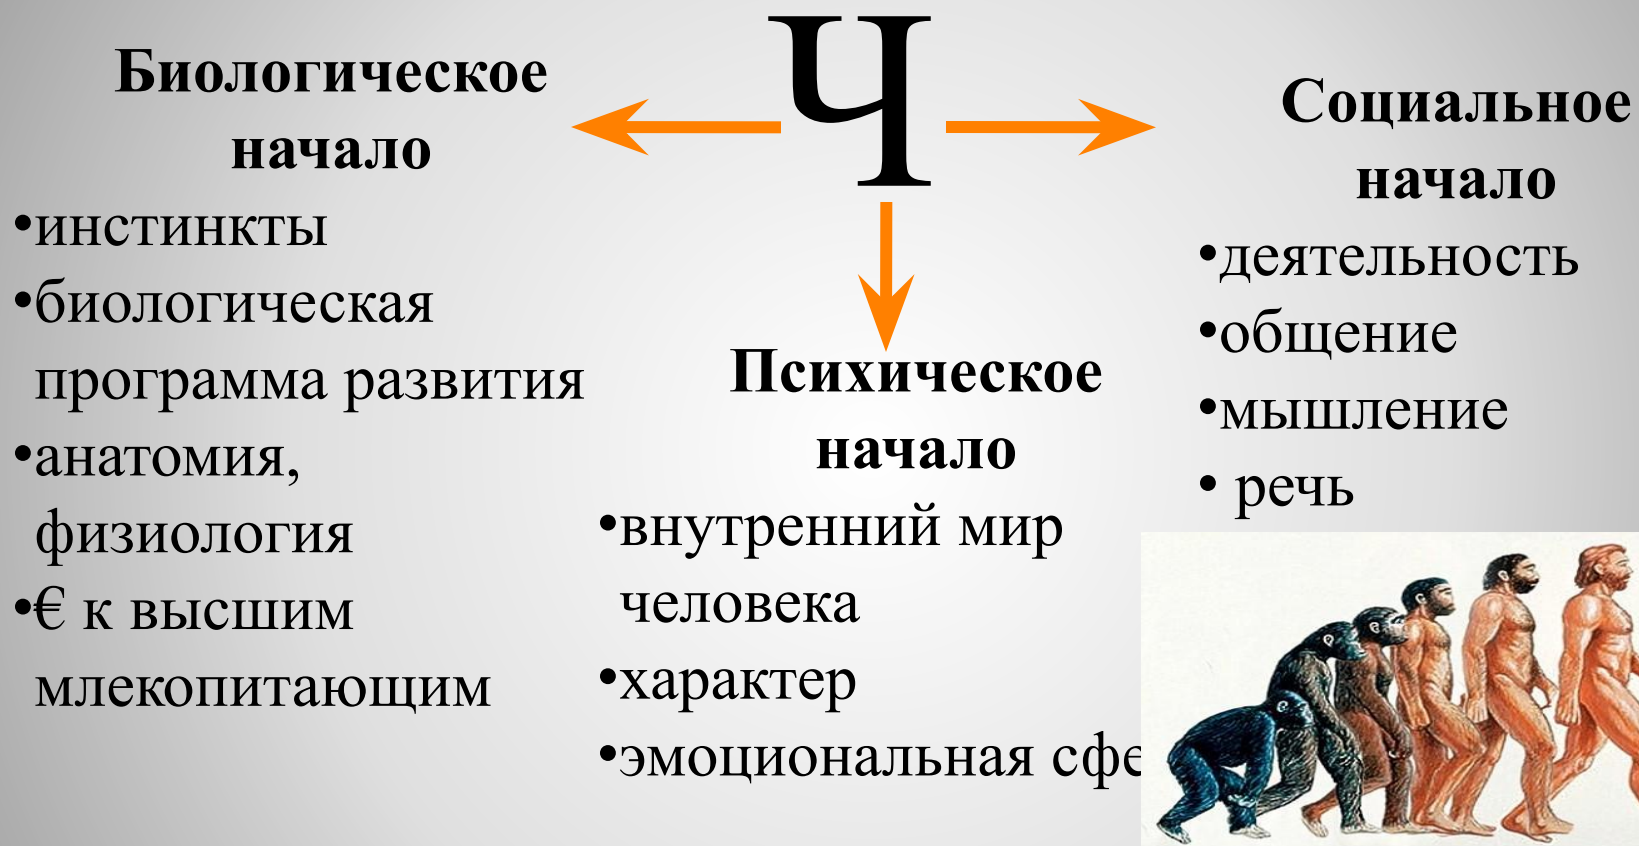 Ч
Биологическое
начало
•инстинкты
•биологическая
программа развития
•анатомия,
физиология
•€ к высшим
млекопитающим
Психическое
начало
•внутренний мир
человека
•характер
•эмоциональная
Социальное
начало
•деятельность
•общение
•мышление
• речь